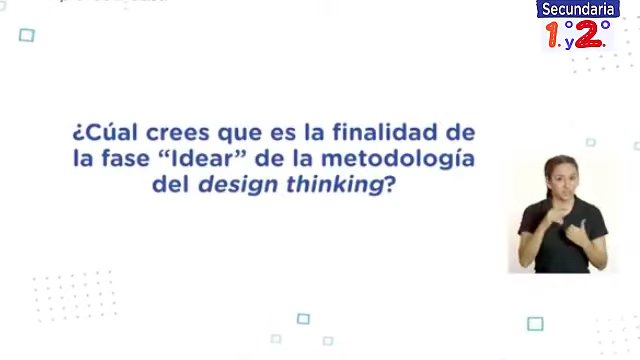 Secundaria
1.° y 2.°
¿Cúal crees que es la finalidad de
la fase “Idear” de la metodología
del design thinking?